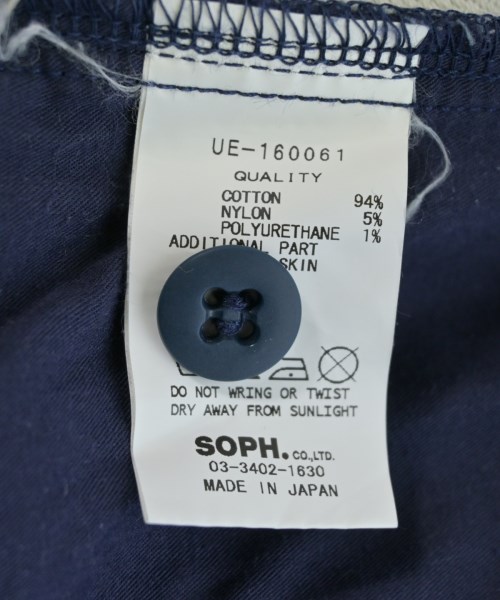 UE-160061
QUALITY
COTTON 94%
NYLON 5%
POLYURETHANE 1%
ADDITIONAL PART
SKIN
DO NOT WRING OR TWIST
DRY AWAY FROM SUNLIGHT
SOPH. CO.,LTD.
03-3402-1630
MADE IN JAPAN